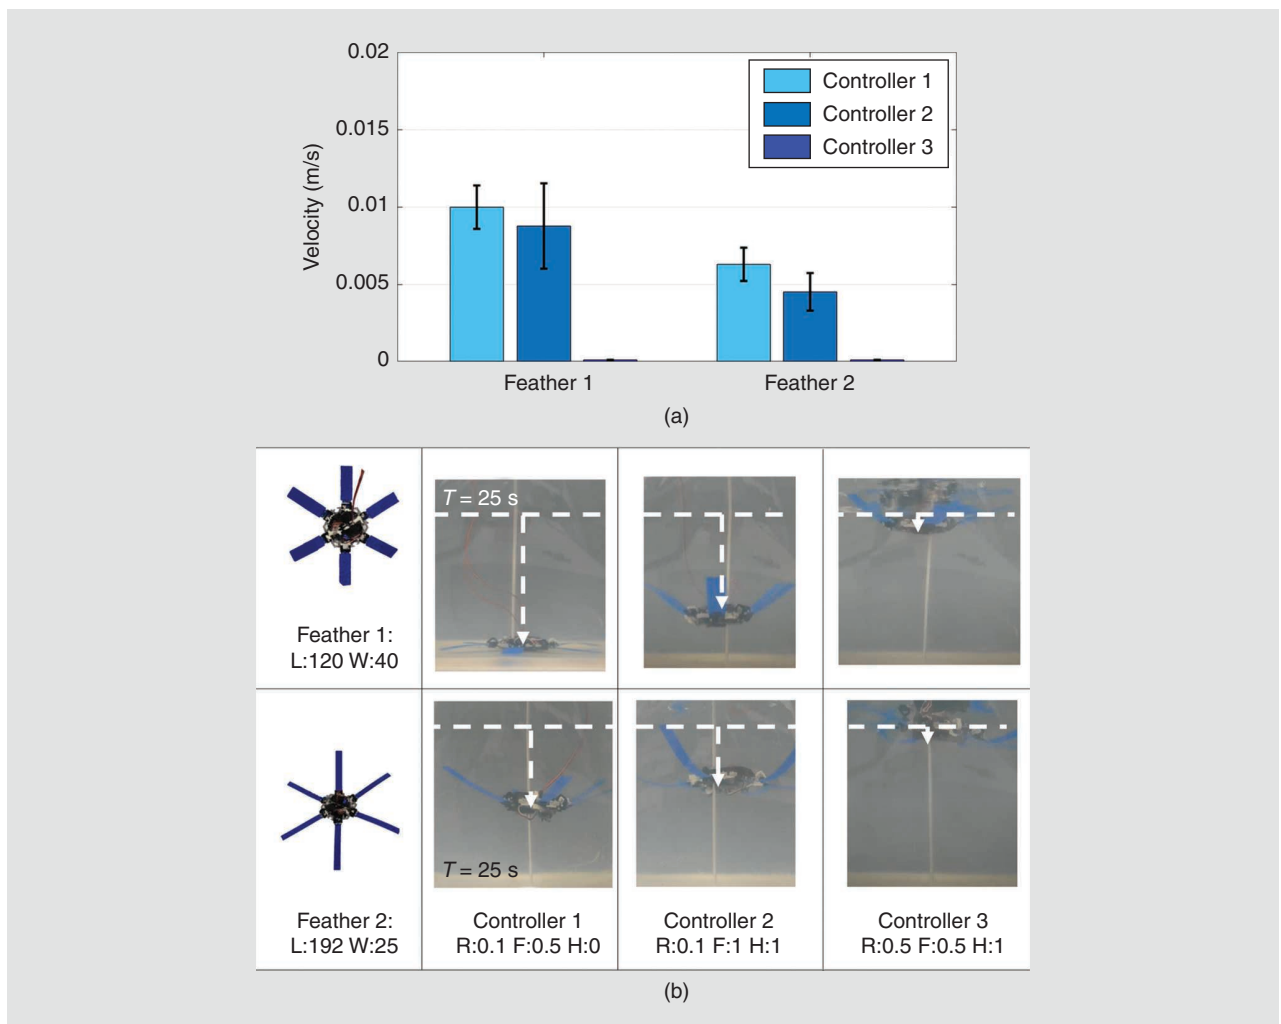 0.02
0.015
0.01
0.005
0
Velocity (m/s)
Controller 1
Controller 2
Controller 3
Feather 1
Feather 2
(a)
T = 25 s
Feather 1:
L:120 W:40
T = 25 s
Feather 2:
L:192 W:25
Controller 1
R:0.1 F:0.5 H:0
Controller 2
R:0.1 F:1 H:1
Controller 3
R:0.5 F:0.5 H:1
(b)